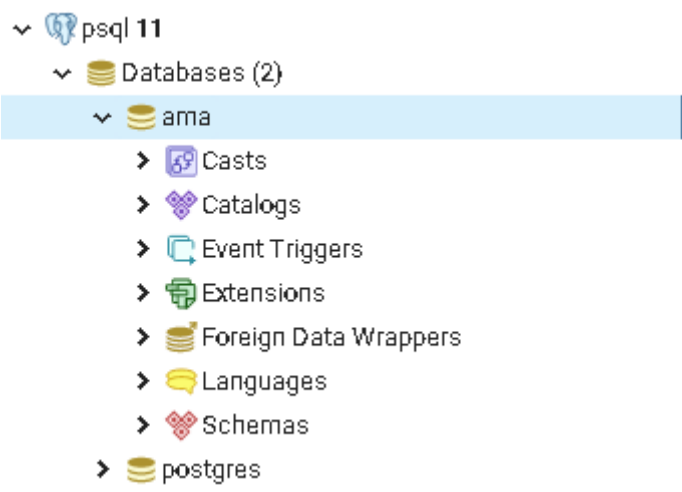 psql 11
Databases (2)
ama
Casts
Catalogs
Event Triggers
Extensions
Foreign Data Wrappers
Languages
Schemas
postgres